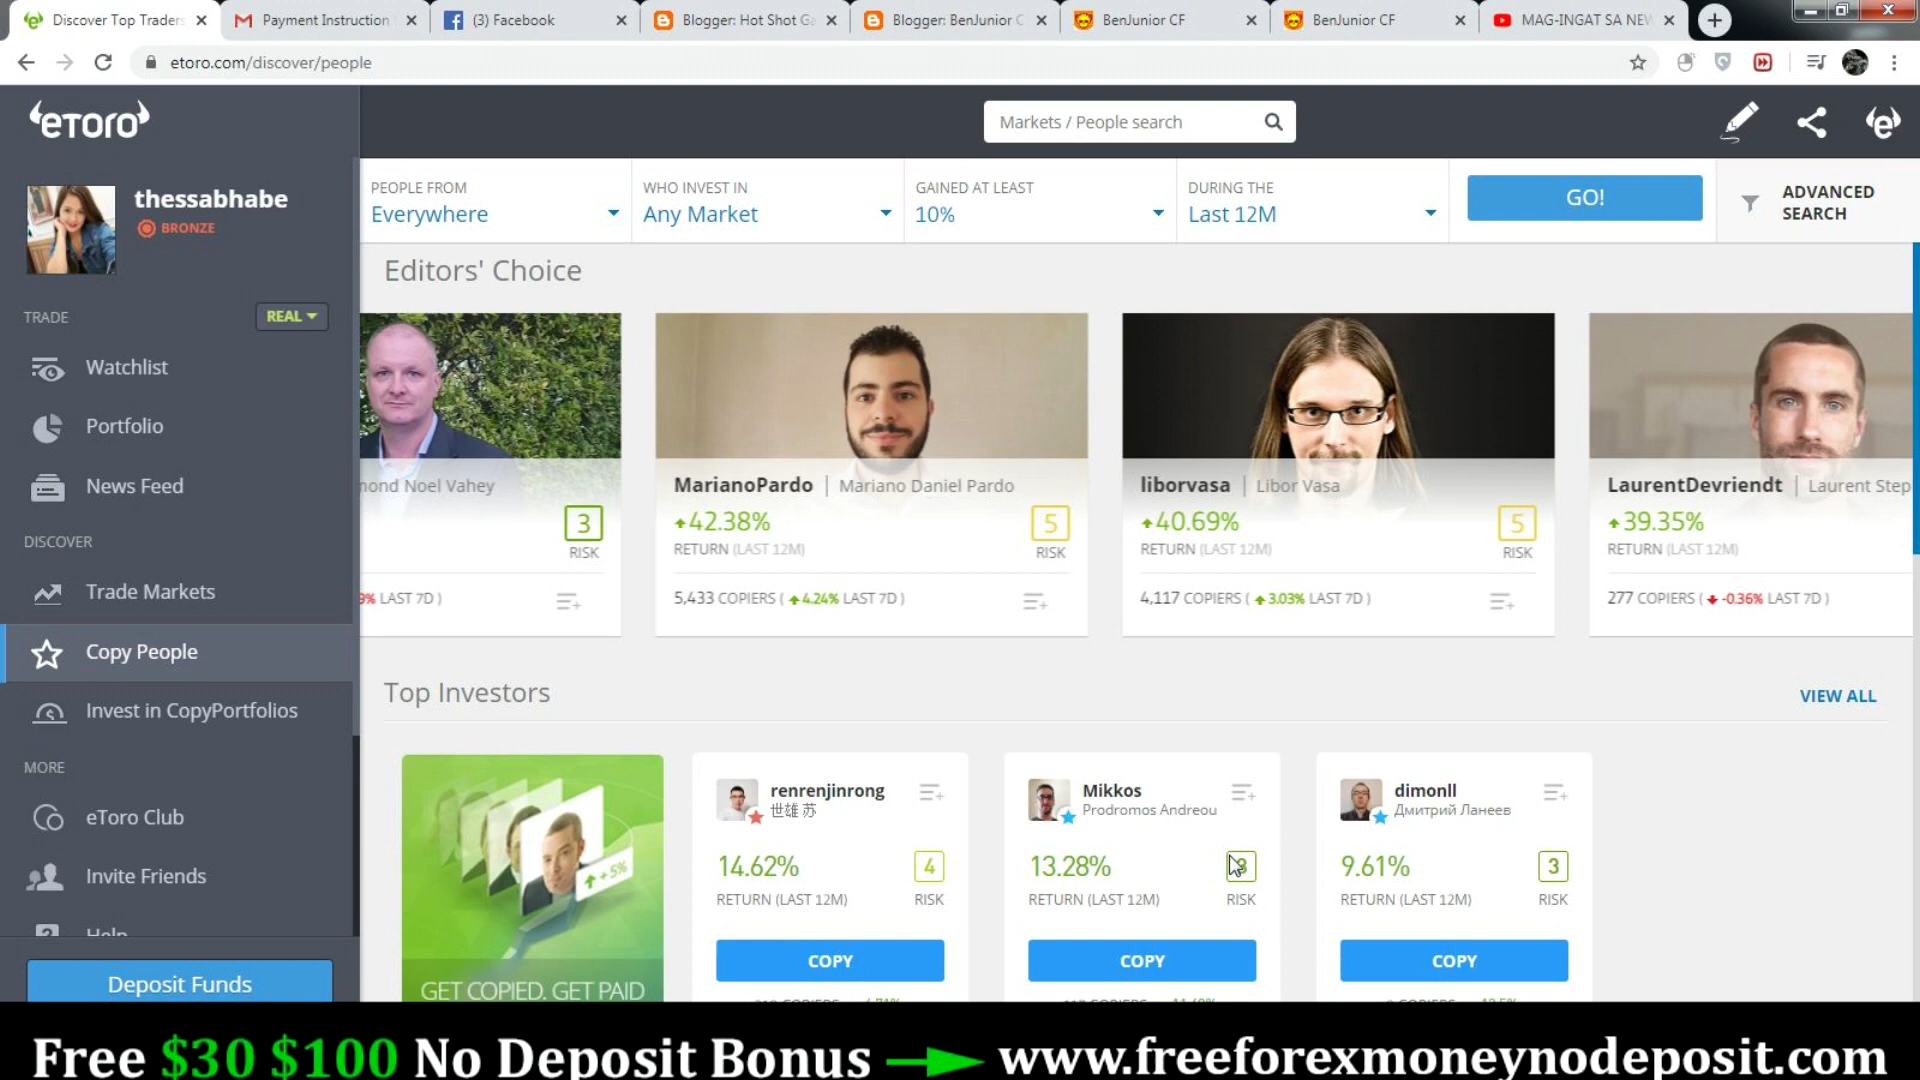 Discover Top Traders
Payment Instruction
(3) Facebook
Blogger: Hot Shot Ga
Blogger: BenJunior C
BenJunior CF
BenJunior CF
MAG-INGAT SA NEW
etoro.com/discover/people
eToro
Markets / People search
thessabhabe
BRONZE
TRADE
REAL
Watchlist
Portfolio
News Feed
DISCOVER
Trade Markets
Copy People
Invest in CopyPortfolios
MORE
eToro Club
Invite Friends
Help
Deposit Funds
PEOPLE FROM
Everywhere
WHO INVEST IN
Any Market
GAINED AT LEAST
10%
DURING THE
Last 12M
GO!
ADVANCED
SEARCH
Editors' Choice
mond Noel Vahey
3
RISK
9% LAST 7D )
MarianoPardo | Mariano Daniel Pardo
42.38%
RETURN (LAST 12M)
5
RISK
5,433 COPIERS ( 4.24% LAST 7D )
liborvasa | Libor Vasa
40.69%
RETURN (LAST 12M)
5
RISK
4,117 COPIERS ( 3.03% LAST 7D )
LaurentDevriendt | Laurent Step
39.35%
RETURN (LAST 12M)
277 COPIERS ( -0.36% LAST 7D )
Top Investors
VIEW ALL
+5%
GET COPIED. GET PAID
renrenjinrong
世雄 苏
14.62%
RETURN (LAST 12M)
4
RISK
COPY
Mikkos
Prodromos Andreou
13.28%
RETURN (LAST 12M)
RISK
COPY
dimonll
Дмитрий Ланеев
9.61%
RETURN (LAST 12M)
3
RISK
COPY
Free $30 $100 No Deposit Bonus www.freeforexmoneynodeposit.com